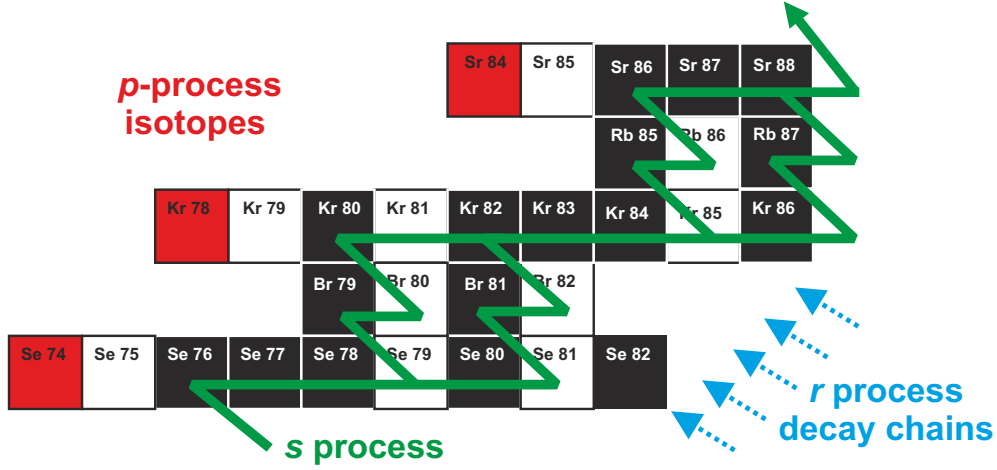 Sr 84 Sr 85 Sr 86 Sr 87 Sr 88
p-process
isotopes
Rb 85 Rb 86 Rb 87
Kr 78 Kr 79 Kr 80 Kr 81 Kr 82 Kr 83 Kr 84 Kr 85 Kr 86
Br 79 Br 80 Br 81 Br 82
Se 74 Se 75 Se 76 Se 77 Se 78 Se 79 Se 80 Se 81 Se 82
r process
decay chains
s process